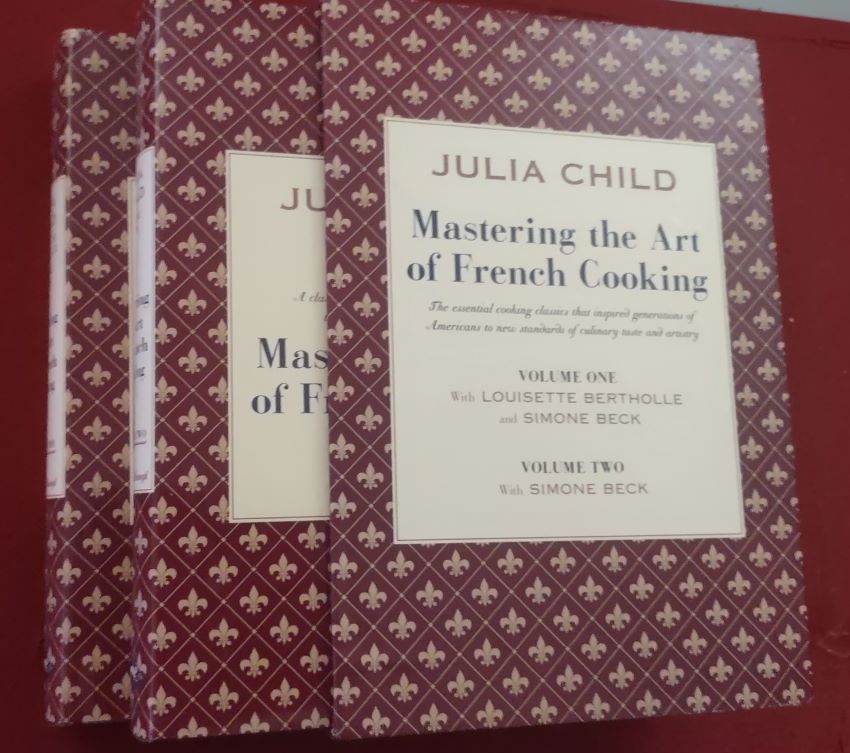 JULIA CHILD
Mastering the Art
of French Cooking
The essential cooking classics that inspired generations of
Americans to new standards of culinary taste and artistry
VOLUME ONE
With LOUISETTE BERTHOLLE
and SIMONE BECK
VOLUME TWO
With SIMONE BECK
JU
A cla
Mas
of F